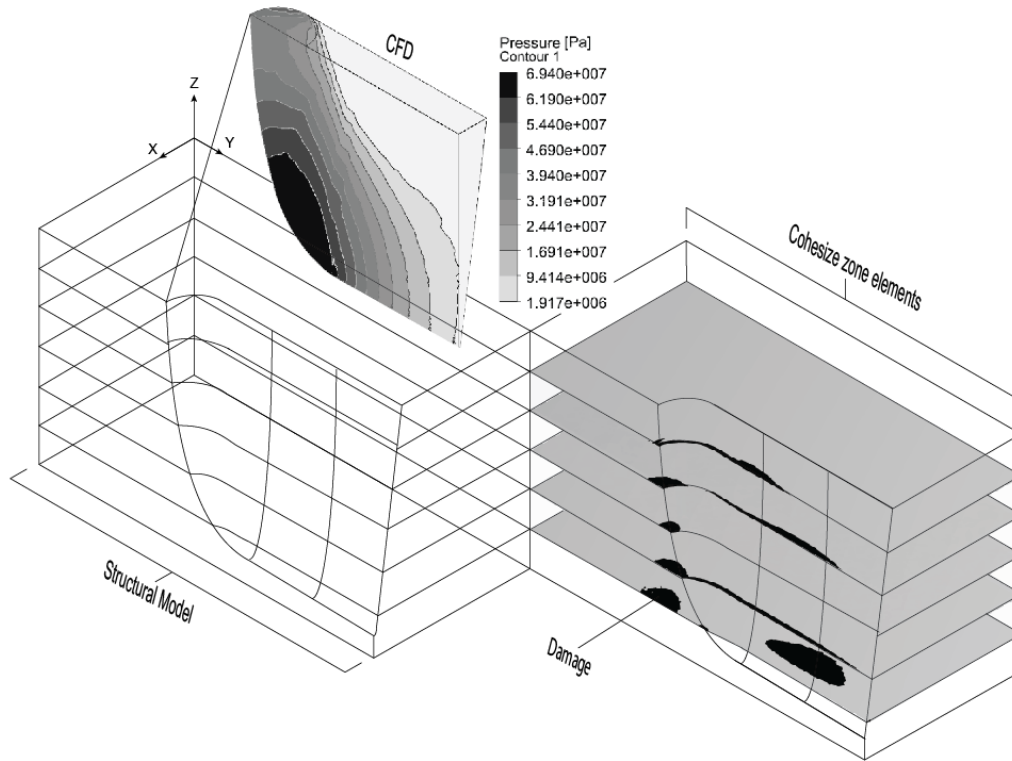 CFD
Pressure [Pa]
Contour 1
6.940e+007
6.190e+007
5.440e+007
4.690e+007
3.940e+007
3.191e+007
2.441e+007
1.691e+007
9.414e+006
1.917e+006
Z
X
Y
Cohesize zone elements
Structural Model
Damage